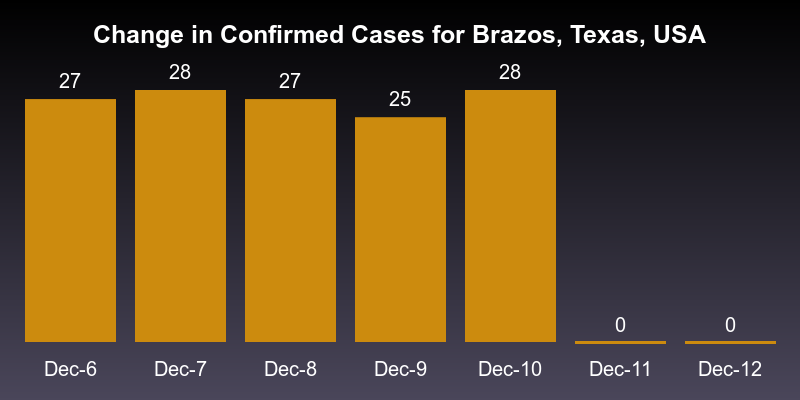 Change in Confirmed Cases for Brazos, Texas, USA
27 28 27 25 28 0 0
Dec-6 Dec-7 Dec-8 Dec-9 Dec-10 Dec-11 Dec-12